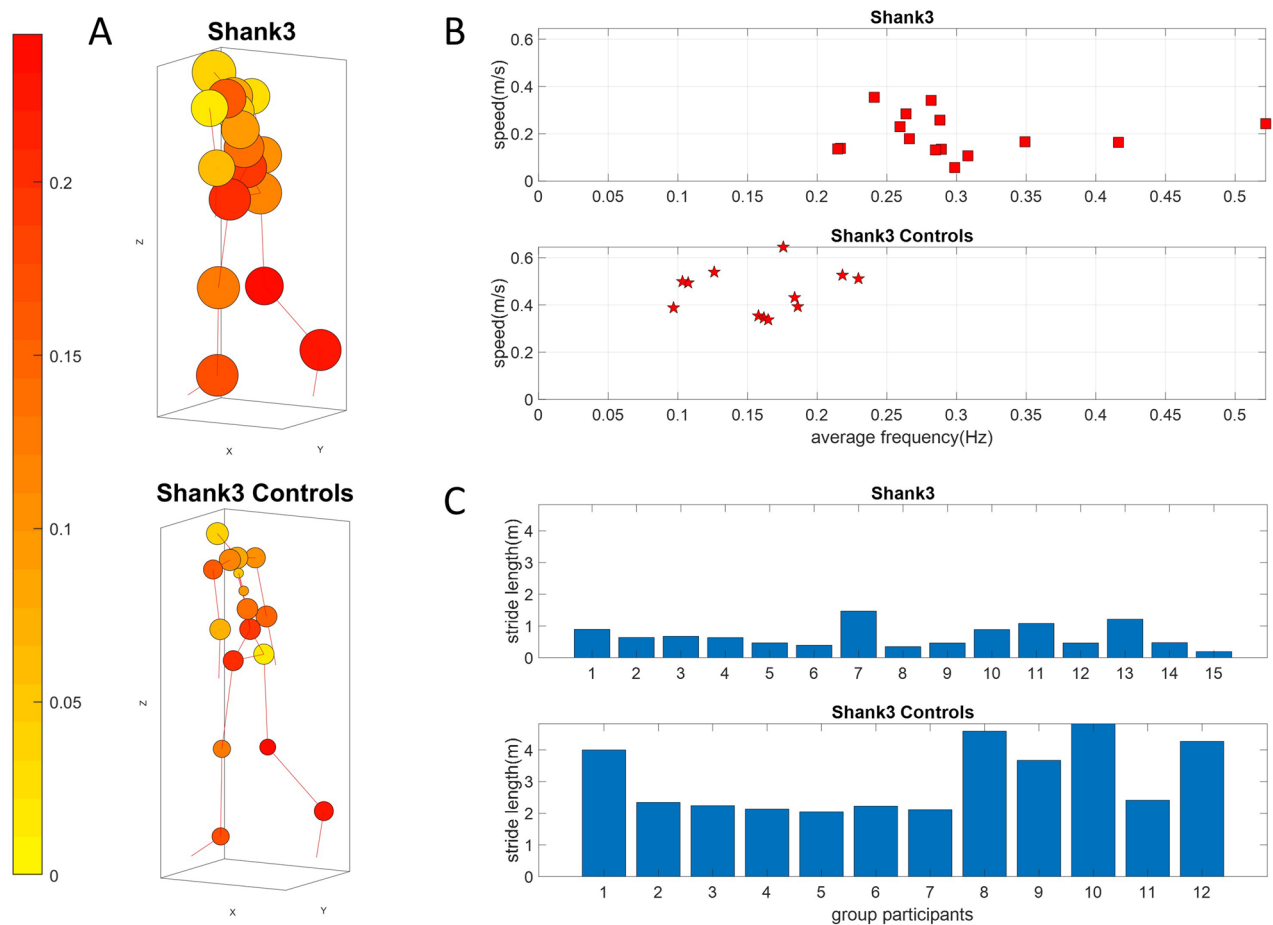 A
Shank3
0.2
0.15
0.1
0.05
0
Z
X
Y
Shank3 Controls
Z
X
Y
B
Shank3
speed(m/s)
0.6
0.4
0.2
0
0 0.05 0.1 0.15 0.2 0.25 0.3 0.35 0.4 0.45 0.5
Shank3 Controls
speed(m/s)
0.6
0.4
0.2
0
0 0.05 0.1 0.15 0.2 0.25 0.3 0.35 0.4 0.45 0.5
average frequency(Hz)
C
Shank3
stride length(m)
4
3
2
1
0
1 2 3 4 5 6 7 8 9 10 11 12 13 14 15
Shank3 Controls
stride length(m)
4
3
2
1
0
1 2 3 4 5 6 7 8 9 10 11 12
group participants